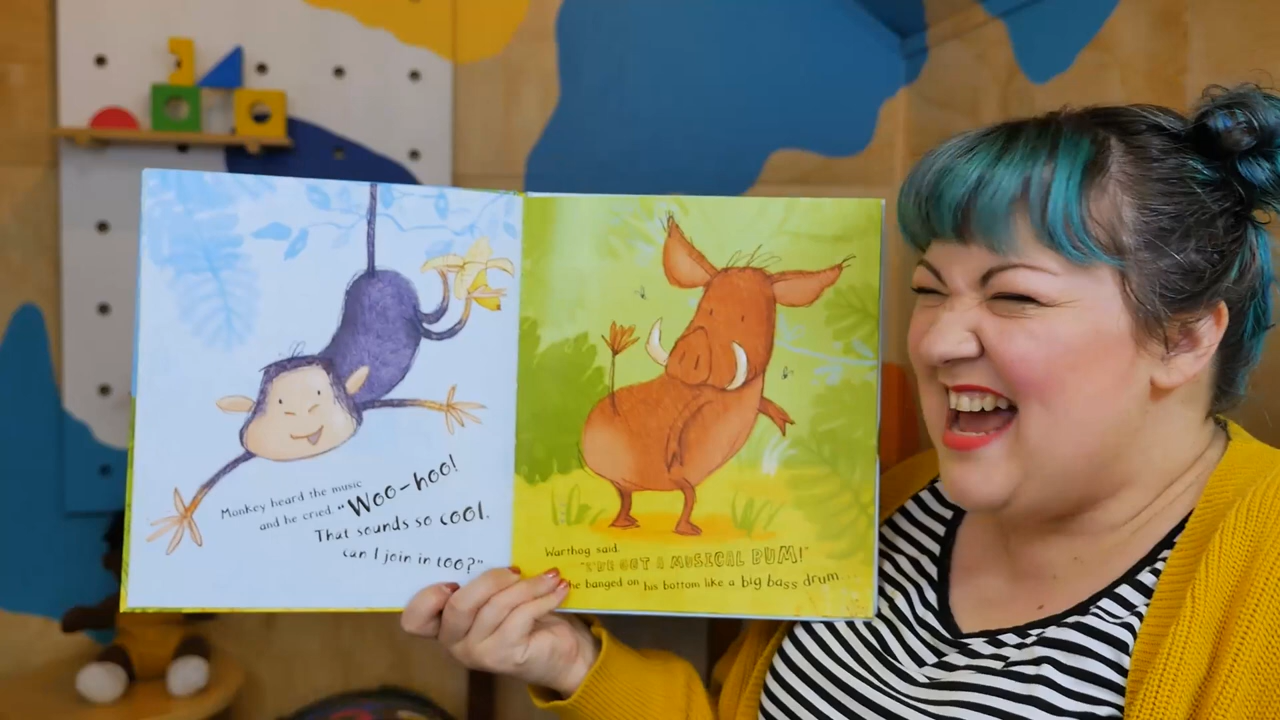 Monkey heard the music
and he cried, "Woo-hoo!
That sounds so cool.
can I join in too?"
Warthog said,
"I'VE GOT A MUSICAL BUM!"
he banged on his bottom like a big bass drum...